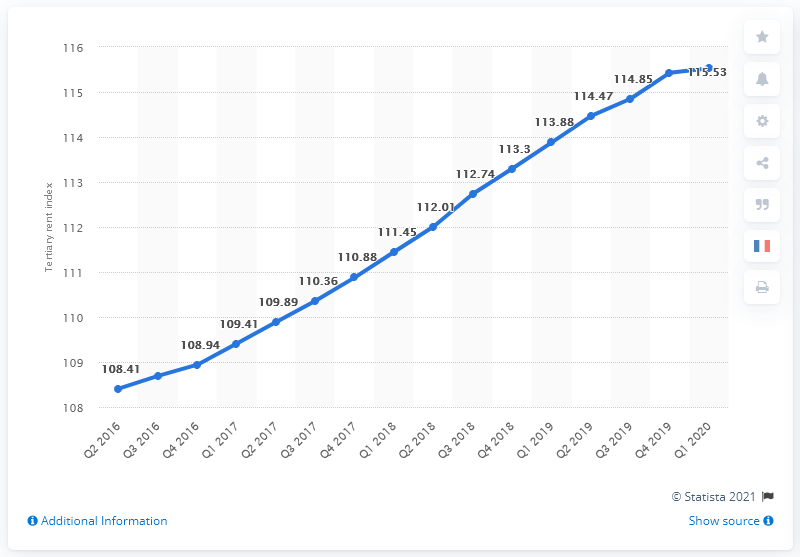 116
115
114
113
112
111
110
109
108
Tertiary rent index
108.41
108.94
109.41
109.89
110.36
110.88
111.45
112.01
112.74
113.3
113.88
114.47
114.85
115.53
Q2 2016
Q3 2016
Q4 2016
Q1 2017
Q2 2017
Q3 2017
Q4 2017
Q1 2018
Q2 2018
Q3 2018
Q4 2018
Q1 2019
Q2 2019
Q3 2019
Q4 2019
Q1 2020
© Statista 2021
Additional Information
Show source